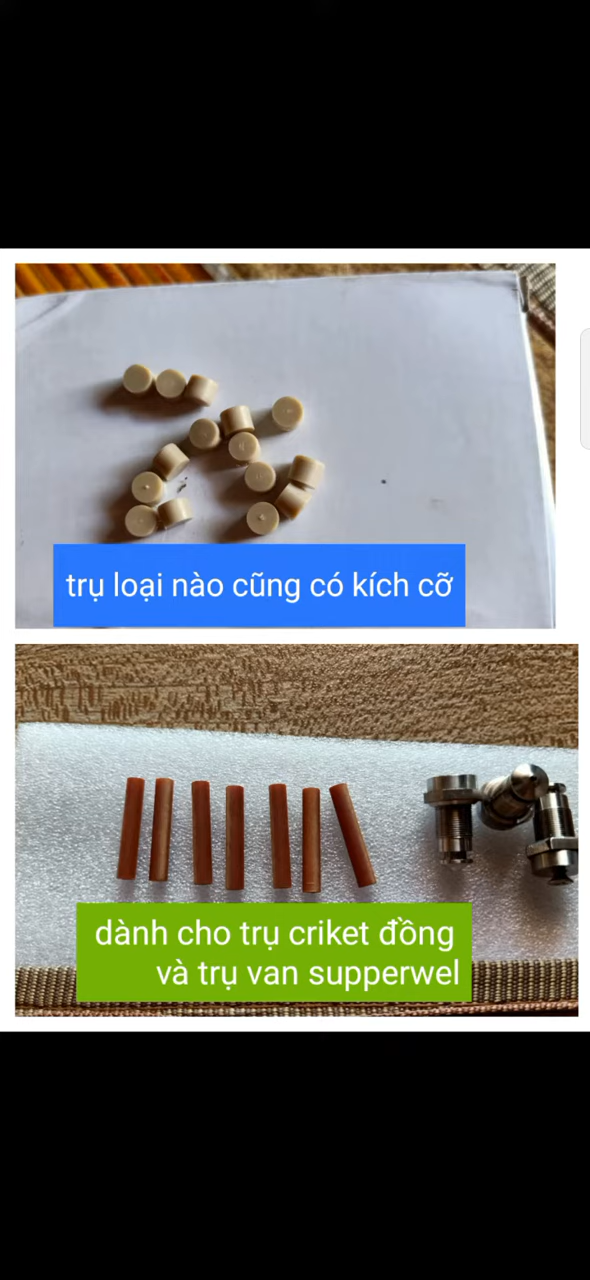 trụ loại nào cũng có kích cỡ
dành cho trụ criket đồng
và trụ van supperwel